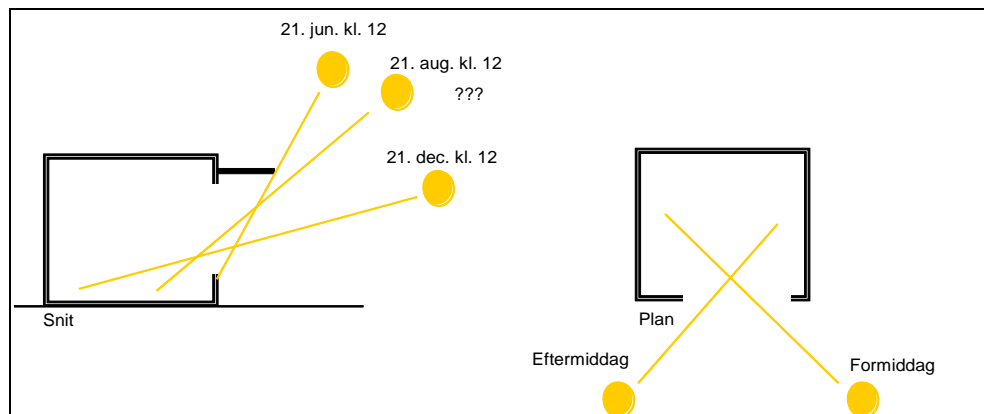 21. jun. kl. 12
21. aug. kl. 12
???
21. dec. kl. 12
Snit
Plan
Eftermiddag
Formiddag